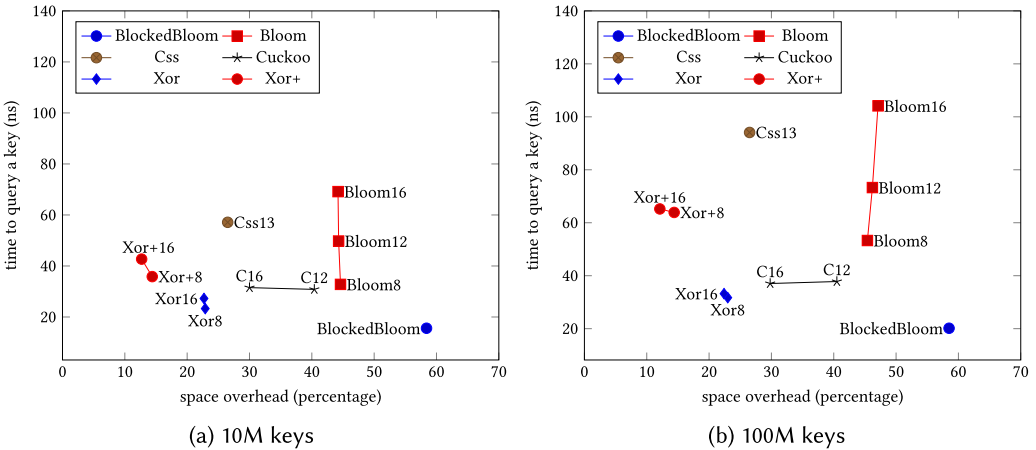 140
120
100
80
60
40
20
time to query a key (ns)
BlockedBloom Bloom
Css Cuckoo
Xor Xor+
Bloom16
Css13
Bloom12
Xor+16
Xor+8
C16 C12
Bloom8
Xor16
Xor8
BlockedBloom
0 10 20 30 40 50 60 70
space overhead (percentage)
(a) 10M keys
140
120
100
80
60
40
20
time to query a key (ns)
BlockedBloom Bloom
Css Cuckoo
Xor Xor+
Bloom16
Css13
Bloom12
Xor+16
Xor+8
Bloom8
C16 C12
Xor16
Xor8
BlockedBloom
0 10 20 30 40 50 60 70
space overhead (percentage)
(b) 100M keys